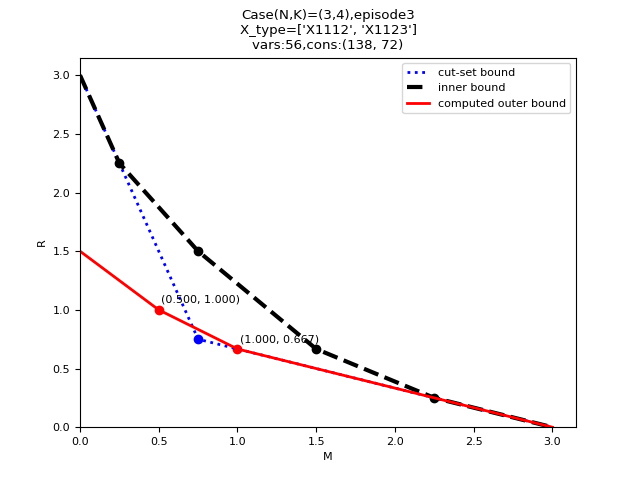 Case(N,K)=(3,4),episode3
X_type=['X1112', 'X1123']
vars:56,cons:(138, 72)
cut-set bound
inner bound
computed outer bound
3.0
2.5
2.0
1.5
1.0
0.5
0.0
R
(0.500, 1.000)
(1.000, 0.667)
0.0 0.5 1.0 1.5 2.0 2.5 3.0
M